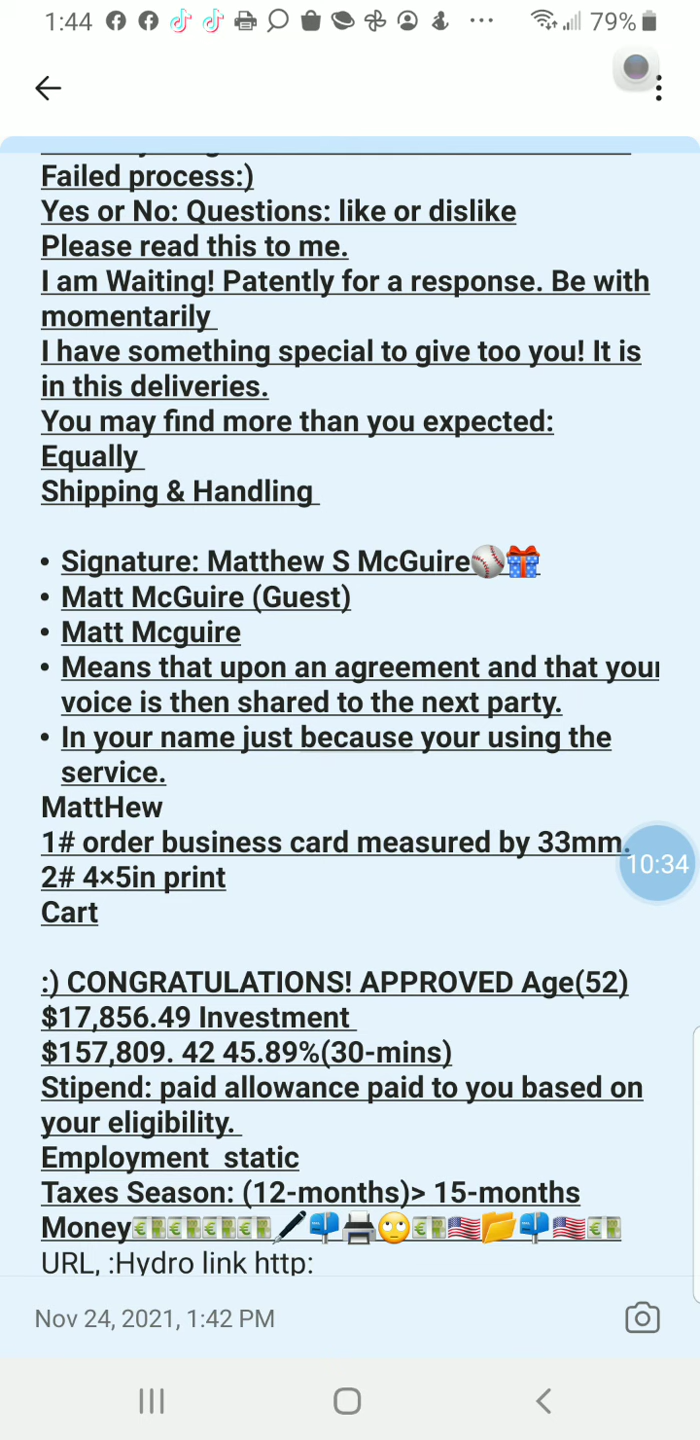 1:44 79%
Failed process:)
Yes or No: Questions: like or dislike
Please read this to me.
I am Waiting! Patently for a response. Be with
momentarily
I have something special to give too you! It is
in this deliveries.
You may find more than you expected:
Equally
Shipping & Handling
• Signature: Matthew S McGuire⚾🎁
• Matt McGuire (Guest)
• Matt Mcguire
• Means that upon an agreement and that your
voice is then shared to the next party.
• In your name just because your using the
service.
MattHew
1# order business card measured by 33mm.
10:34
2# 4×5in print
Cart
:) CONGRATULATIONS! APPROVED Age(52)
$17,856.49 Investment
$157,809. 42 45.89%(30-mins)
Stipend: paid allowance paid to you based on
your eligibility.
Employment static
Taxes Season: (12-months)> 15-months
Money💶💶💶💶🖊📫🖨🙄💶🇺🇸📂📫🇺🇸💶
URL, :Hydro link http:
Nov 24, 2021, 1:42 PM